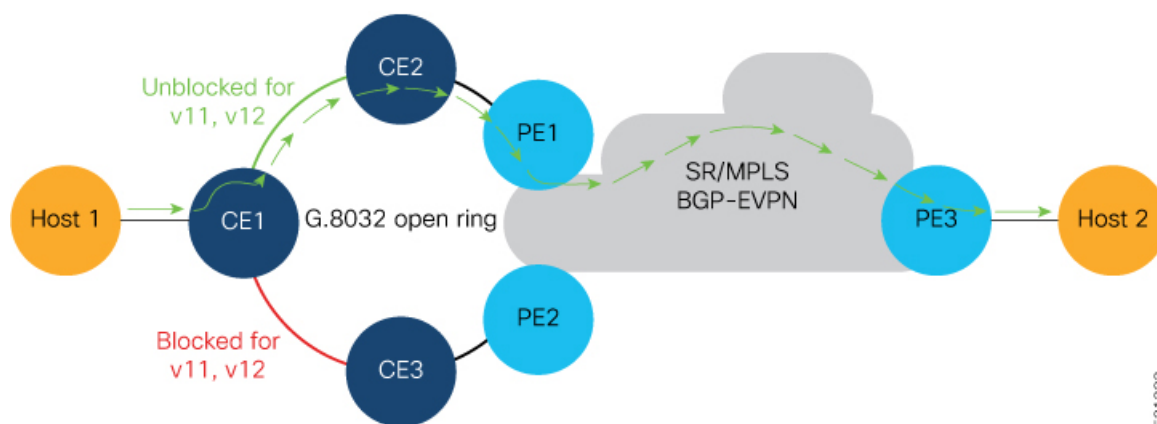 CE2
Unblocked for
v11, v12
PE1
SR/MPLS
BGP-EVPN
Host 1
CE1
G.8032 open ring
PE3
Host 2
PE2
Blocked for
v11, v12
CE3